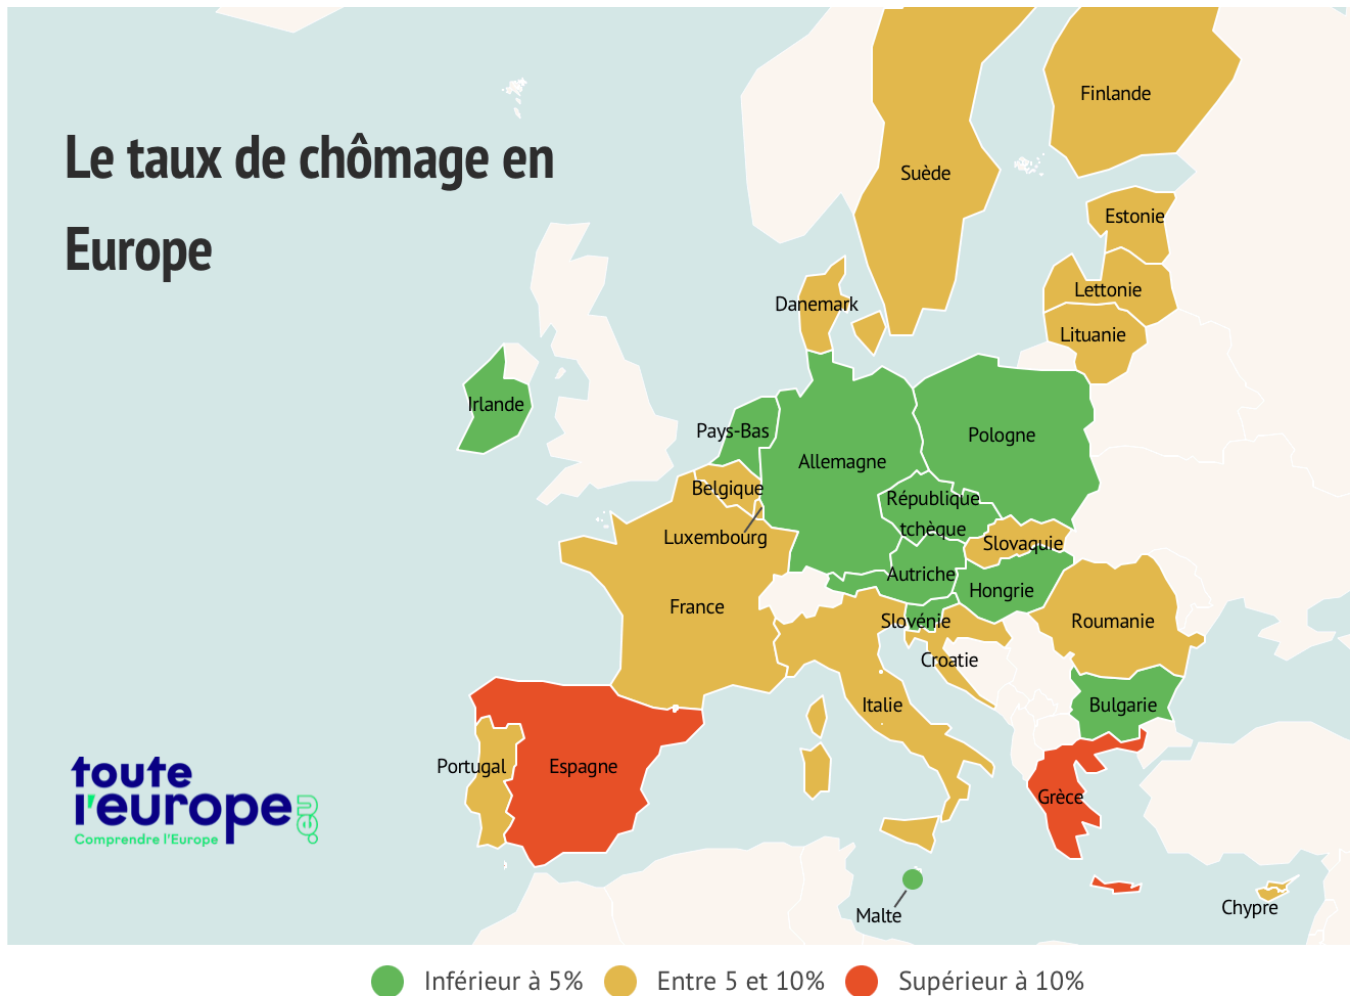 Le taux de chômage en
Europe
Finlande
Suède
Estonie
Lettonie
Danemark
Lituanie
Irlande
Pays-Bas
Pologne
Allemagne
Belgique
République
tchèque
Luxembourg
Slovaquie
Autriche
Hongrie
France
Slovénie
Roumanie
Croatie
Italie
Bulgarie
Portugal
Espagne
Grèce
toute
l'europe.eu
Comprendre l'Europe
Malte
Chypre
Inférieur à 5%
Entre 5 et 10%
Supérieur à 10%